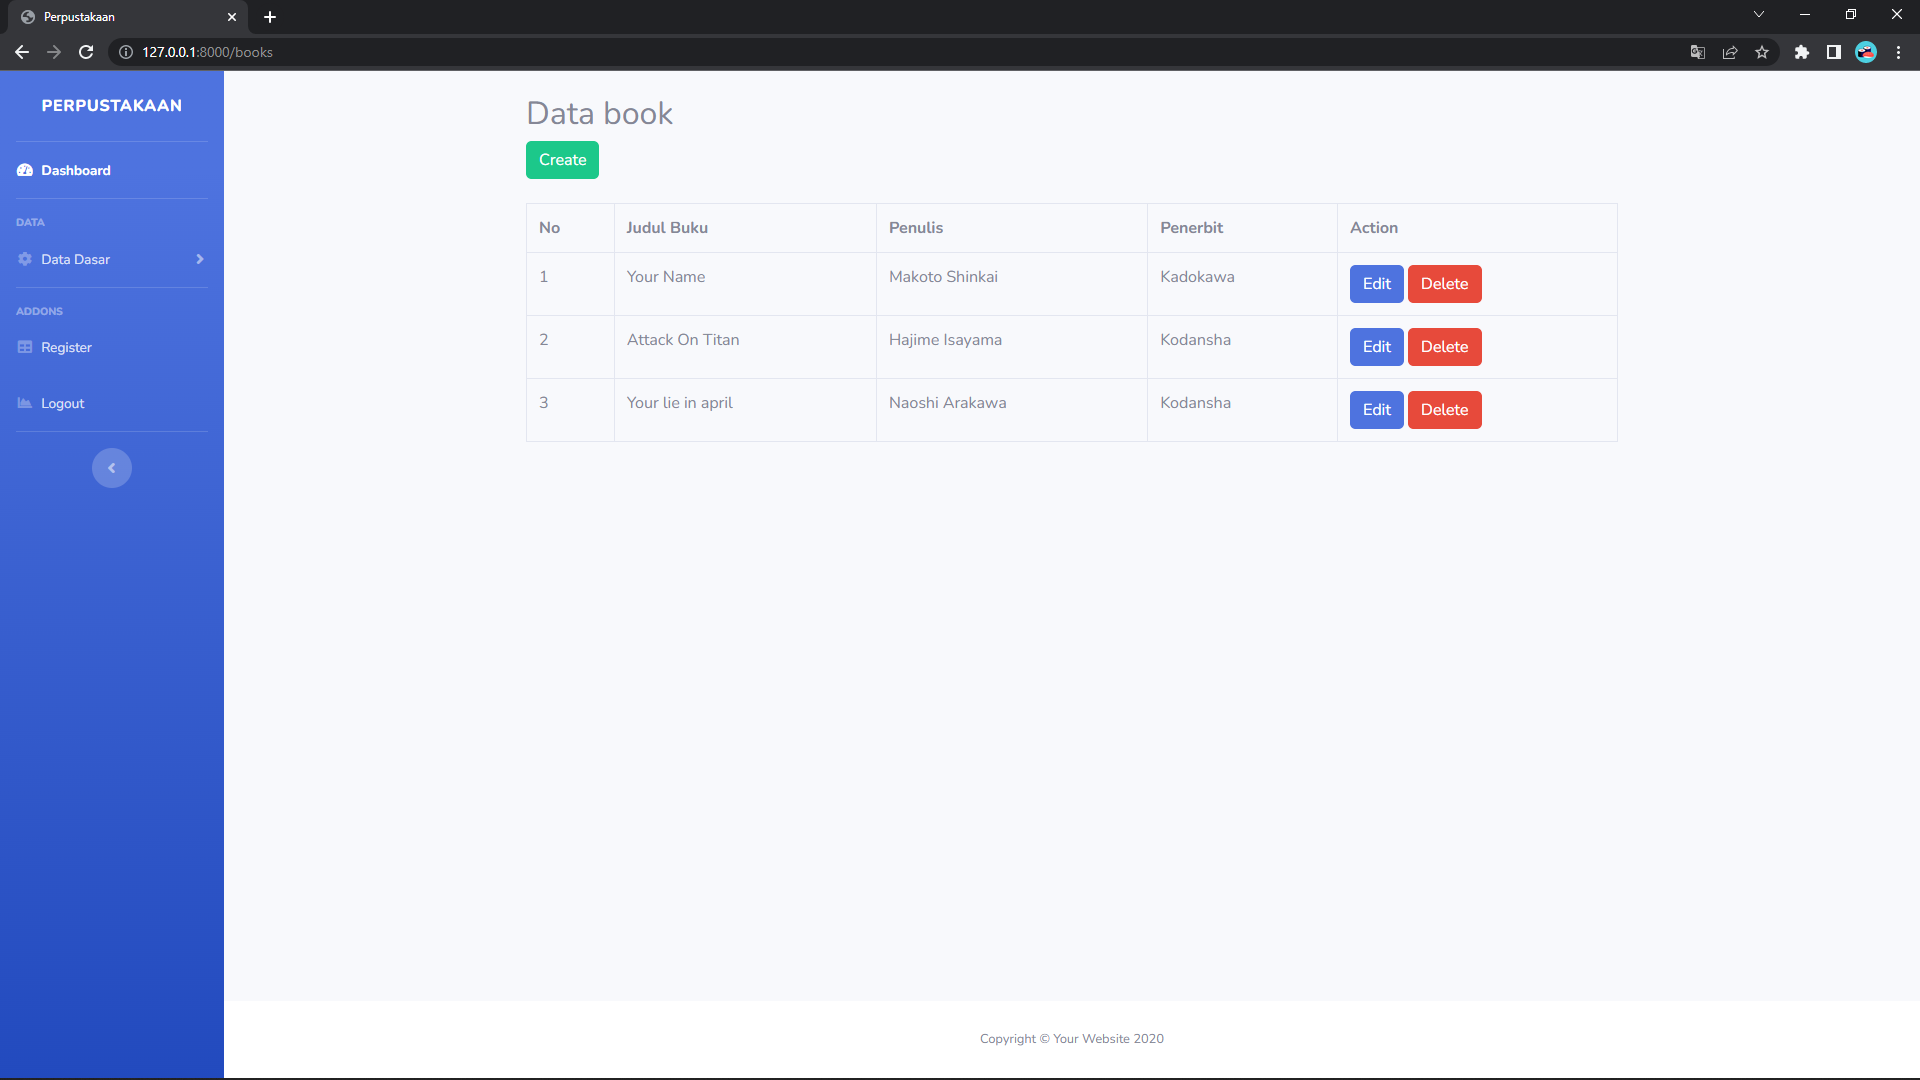 Perpustakaan
127.0.0.1:8000/books
PERPUSTAKAAN
Dashboard
DATA
Data Dasar
ADDONS
Register
Logout
Data book
Create
No Judul Buku Penulis Penerbit Action
1 Your Name Makoto Shinkai Kadokawa Edit Delete
2 Attack On Titan Hajime Isayama Kodansha Edit Delete
3 Your lie in april Naoshi Arakawa Kodansha Edit Delete
Copyright © Your Website 2020